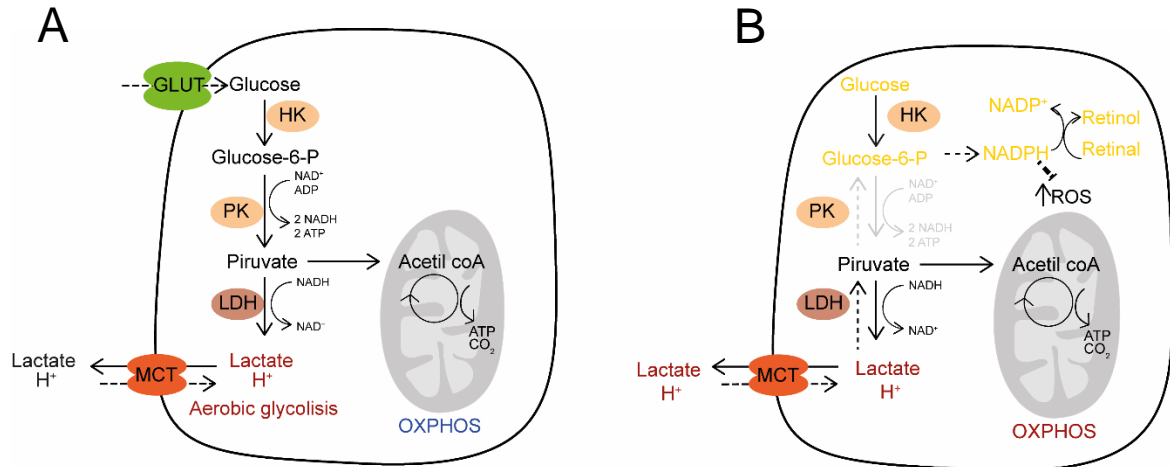 A
GLUT
Glucose
HK
Glucose-6-P
NAD⁺
ADP
PK
2 NADH
2 ATP
Piruvate
Acetil coA
LDH
NADH
NAD⁻
ATP
CO₂
Lactate
H⁺
MCT
Lactate
H⁺
Aerobic glycolisis
OXPHOS
B
Glucose
HK
NADP⁺
Retinol
Glucose-6-P
NADPH
Retinal
NAD⁺
ADP
ROS
PK
2 NADH
2 ATP
Piruvate
Acetil coA
LDH
NADH
NAD⁺
ATP
CO₂
Lactate
H⁺
MCT
Lactate
H⁺
OXPHOS